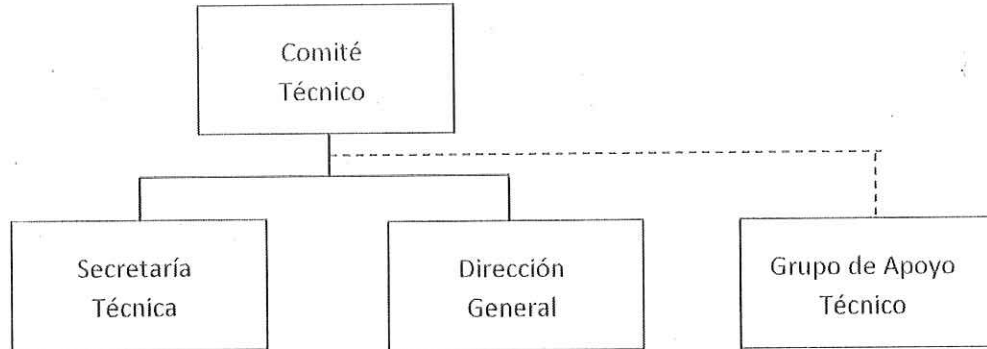 Comité
Técnico
Secretaría
Técnica
Dirección
General
Grupo de Apoyo
Técnico